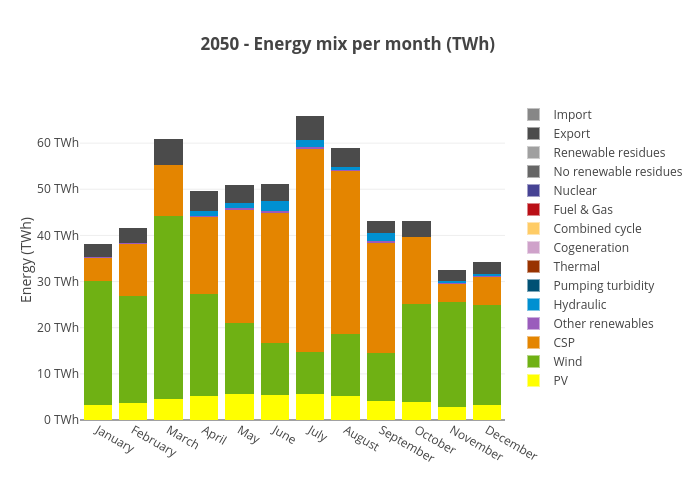 2050 - Energy mix per month (TWh)
Energy (TWh)
60 TWh
50 TWh
40 TWh
30 TWh
20 TWh
10 TWh
0 TWh
January
February
March
April
May
June
July
August
September
October
November
December
Import
Export
Renewable residues
No renewable residues
Nuclear
Fuel & Gas
Combined cycle
Cogeneration
Thermal
Pumping turbidity
Hydraulic
Other renewables
CSP
Wind
PV